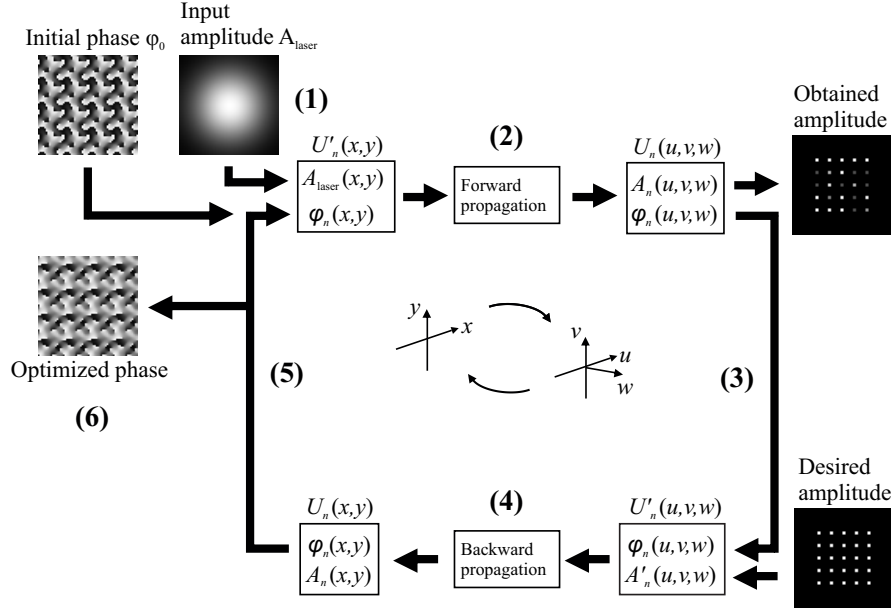 Initial phase φ₀
Input
amplitude A_laser
(1)
U'ₙ(x,y)
A_laser(x,y)
φₙ(x,y)
(2)
Forward
propagation
Uₙ(u,v,w)
Aₙ(u,v,w)
φₙ(u,v,w)
Obtained
amplitude
Optimized phase
(6)
(5)
y
x
v
u
w
(3)
Uₙ(x,y)
φₙ(x,y)
Aₙ(x,y)
(4)
Backward
propagation
U'ₙ(u,v,w)
φₙ(u,v,w)
A'ₙ(u,v,w)
Desired
amplitude